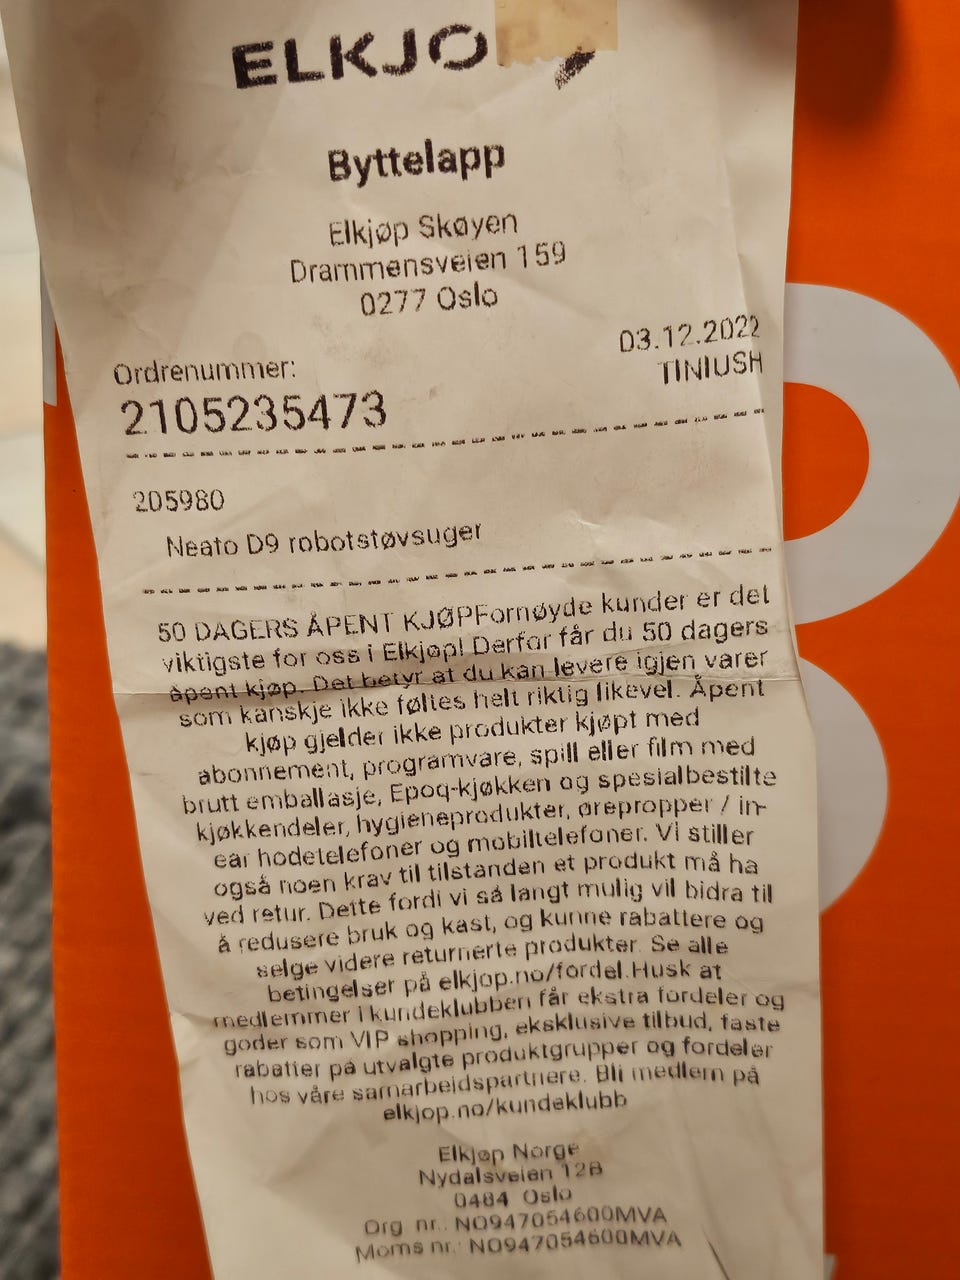 ELKJØ
Byttelapp
Elkjøp Skøyen
Drammensveien 159
0277 Oslo
03.12.2022
TINIUSH
Ordrenummer:
2105235473
205980
Neato D9 robotstøvsuger
50 DAGERS ÅPENT KJØPFornøyde kunder er det
viktigste for oss i Elkjøp! Derfor får du 50 dagers
åpent kjøp. Det betyr at du kan levere igjen varer
som kanskje ikke føltes helt riktig likevel. Åpent
kjøp gjelder ikke produkter kjøpt med
abonnement, programvare, spill eller film med
brutt emballasje, Epoq-kjøkken og spesialbestilte
kjøkkendeler, hygieneprodukter, ørepropper / in-
ear hodetelefoner og mobiltelefoner. Vi stiller
også noen krav til tilstanden et produkt må ha
ved retur. Dette fordi vi så langt mulig vil bidra til
å redusere bruk og kast, og kunne rabattere og
selge videre returnerte produkter. Se alle
betingelser på elkjop.no/fordel.Husk at
medlemmer i kundeklubben får ekstra fordeler og
goder som VIP shopping, eksklusive tilbud, faste
rabatter på utvalgte produktgrupper og fordeler
hos våre samarbeidspartnere. Bli medlem på
elkjop.no/kundeklubb
Elkjøp Norge
Nydalsveien 12B
0484 Oslo
Org nr.: NO947054600MVA
Moms nr.: NO947054600MVA